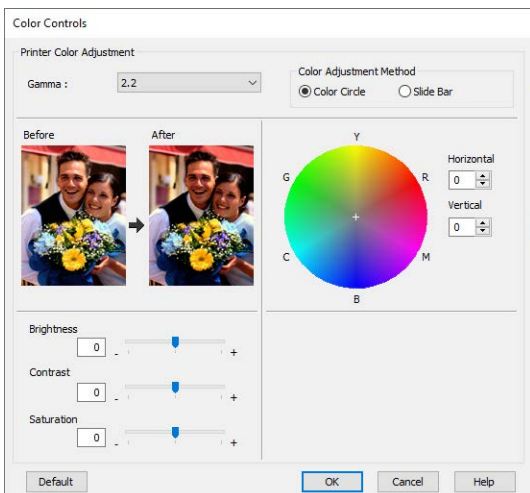 Color Controls
Printer Color Adjustment
Gamma :
2.2
Color Adjustment Method
Color Circle
Slide Bar
Before
After
Y
G
R
C
M
B
Horizontal
0
Vertical
0
Brightness
0
-
+
Contrast
0
-
+
Saturation
0
-
+
Default
OK
Cancel
Help